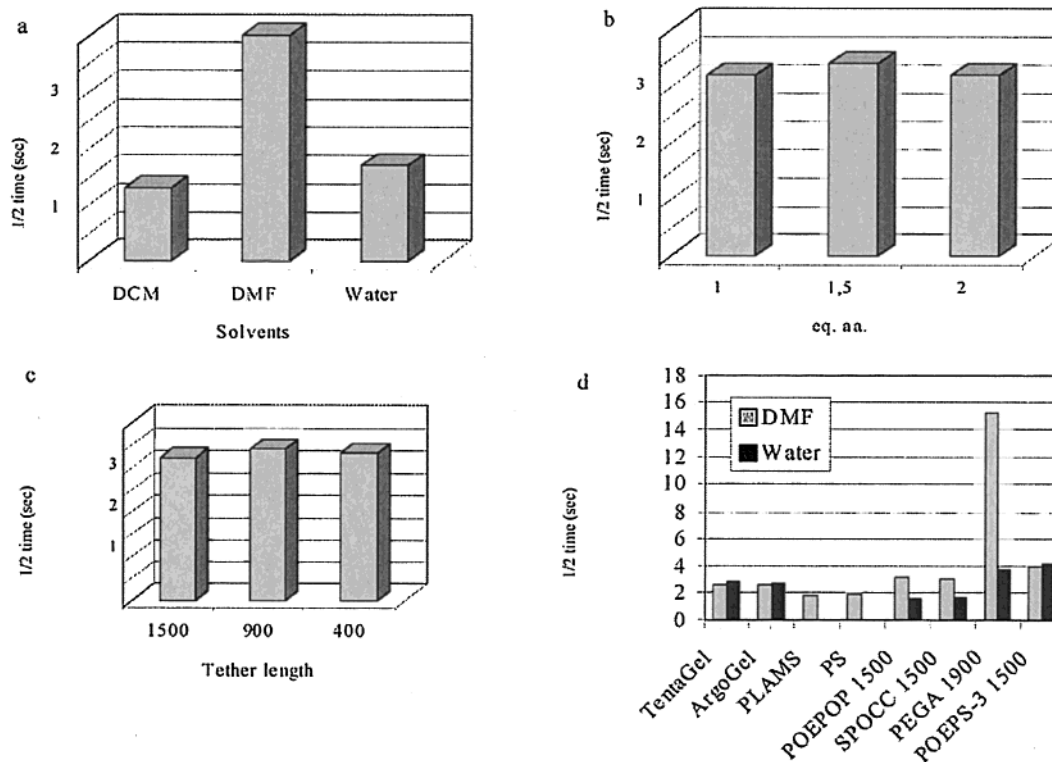 a
1/2 time (sec)
3
2
1
DCM DMF Water
Solvents
b
1/2 time (sec)
3
2
1
1 1,5 2
eq. aa.
c
1/2 time (sec)
3
2
1
1500 900 400
Tether length
d
1/2 time (sec)
18
16
14
12
10
8
6
4
2
0
DMF
Water
TentaGel
ArgoGel
PLAMS
PS
POEPOP 1500
SPOCC 1500
PEGA 1900
POEPS-3 1500